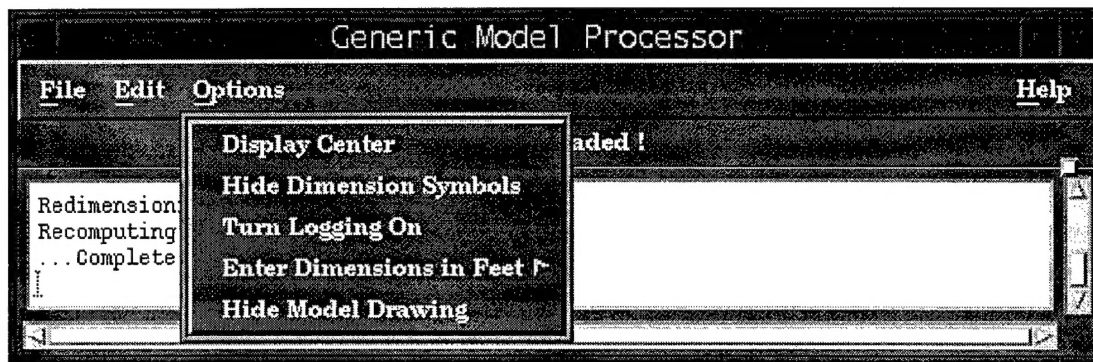 Generic Model Processor
File Edit Options Help
aded !
Display Center
Hide Dimension Symbols
Turn Logging On
Enter Dimensions in Feet
Hide Model Drawing
Redimension
Recomputing
...Complete